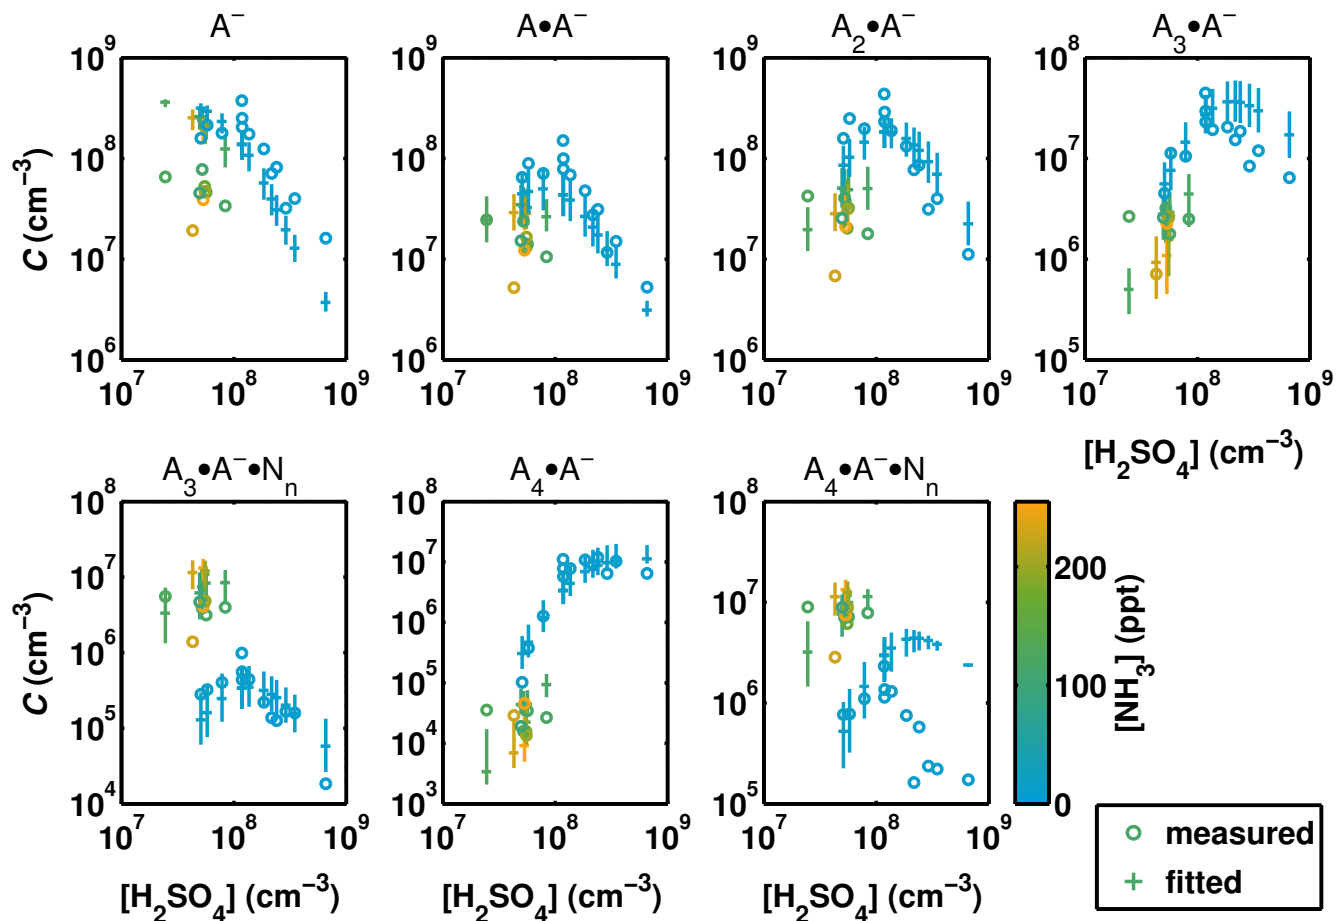 A⁻ A•A⁻ A₂•A⁻ A₃•A⁻
10⁹ 10⁹ 10⁹ 10⁸
10⁸ 10⁸ 10⁸ 10⁷
C (cm⁻³)
10⁷ 10⁷ 10⁷ 10⁶
10⁶ 10⁶ 10⁶ 10⁵
10⁷ 10⁸ 10⁹ 10⁷ 10⁸ 10⁹ 10⁷ 10⁸ 10⁹ 10⁷ 10⁸ 10⁹
[H₂SO₄] (cm⁻³)
A₃•A⁻•Nₙ A₄•A⁻ A₄•A⁻•Nₙ
10⁸ 10⁸ 10⁸
10⁷ 10⁷ 10⁷
10⁶ 10⁶ 10⁶
10⁵ 10⁵ 10⁵
10⁴ 10⁴
10³
C (cm⁻³)
10⁷ 10⁸ 10⁹ 10⁷ 10⁸ 10⁹ 10⁷ 10⁸ 10⁹
[H₂SO₄] (cm⁻³) [H₂SO₄] (cm⁻³) [H₂SO₄] (cm⁻³)
200
100
0
[NH₃] (ppt)
measured
fitted